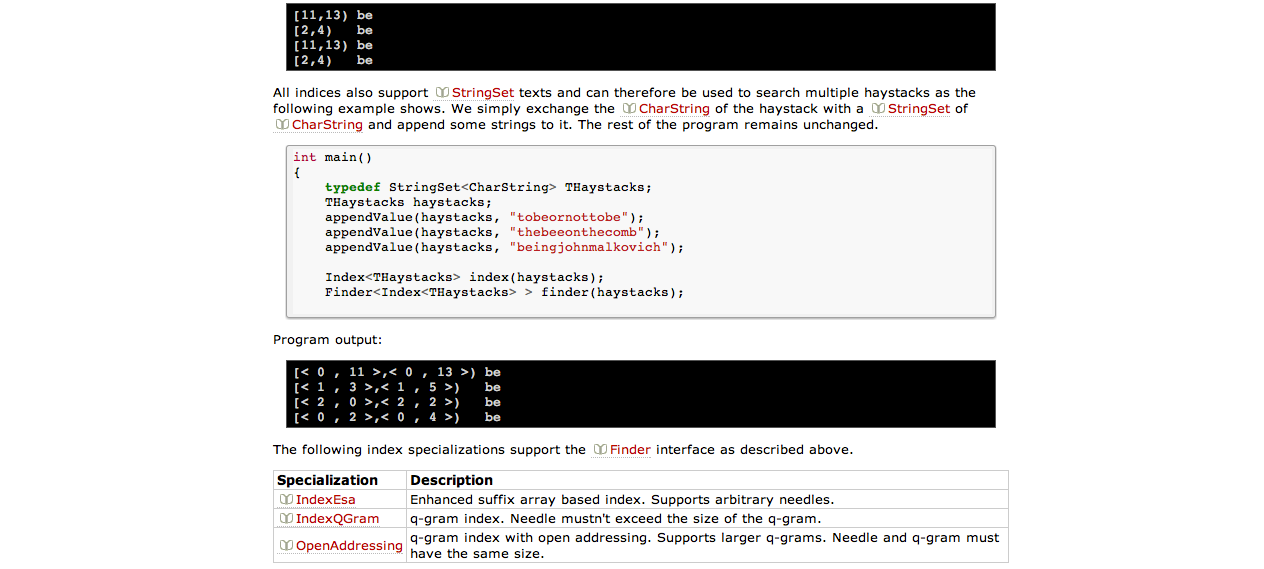 [11,13) be
[2,4)   be
[11,13) be
[2,4)   be
All indices also support StringSet texts and can therefore be used to search multiple haystacks as the
following example shows. We simply exchange the CharString of the haystack with a StringSet of
CharString and append some strings to it. The rest of the program remains unchanged.
int main()
{
    typedef StringSet<CharString> THaystacks;
    THaystacks haystacks;
    appendValue(haystacks, "tobeornottobe");
    appendValue(haystacks, "thebeeonthecomb");
    appendValue(haystacks, "beingjohnmalkovich");
    Index<THaystacks> index(haystacks);
    Finder<Index<THaystacks> > finder(haystacks);
Program output:
[< 0 , 11 >,< 0 , 13 >) be
[< 1 , 3 >,< 1 , 5 >)   be
[< 2 , 0 >,< 2 , 2 >)   be
[< 0 , 2 >,< 0 , 4 >)   be
The following index specializations support the Finder interface as described above.
Specialization Description
IndexEsa Enhanced suffix array based index. Supports arbitrary needles.
IndexQGram q-gram index. Needle mustn't exceed the size of the q-gram.
OpenAddressing q-gram index with open addressing. Supports larger q-grams. Needle and q-gram must
have the same size.